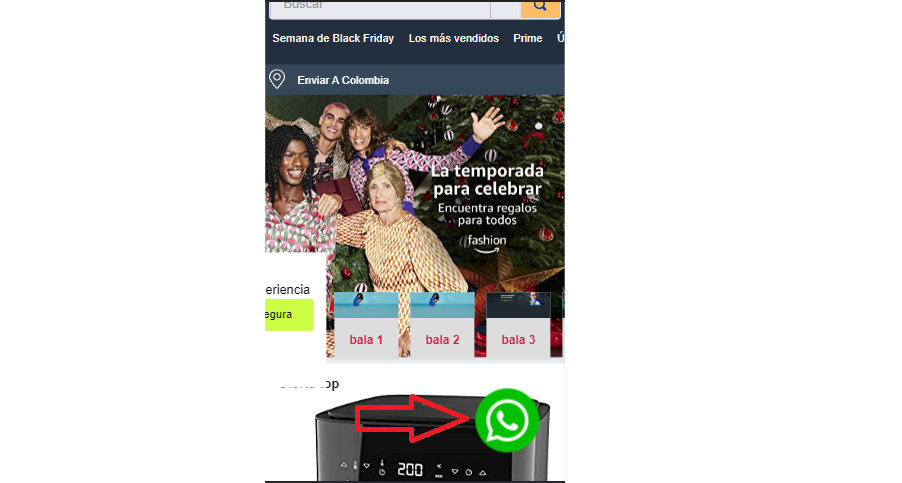 Buscar
Semana de Black Friday Los más vendidos Prime
Enviar A Colombia
La temporada
para celebrar
Encuentra regalos
para todos
fashion
eriencia
egura
bala 1 bala 2 bala 3
op
200